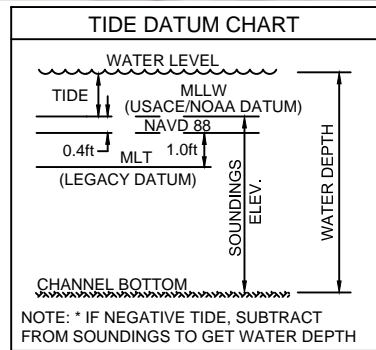 TIDE DATUM CHART
WATER LEVEL
TIDE
MLLW
(USACE/NOAA DATUM)
NAVD 88
0.4ft
MLT
1.0ft
(LEGACY DATUM)
SOUNDINGS
ELEV.
WATER DEPTH
CHANNEL BOTTOM
NOTE: * IF NEGATIVE TIDE, SUBTRACT
FROM SOUNDINGS TO GET WATER DEPTH